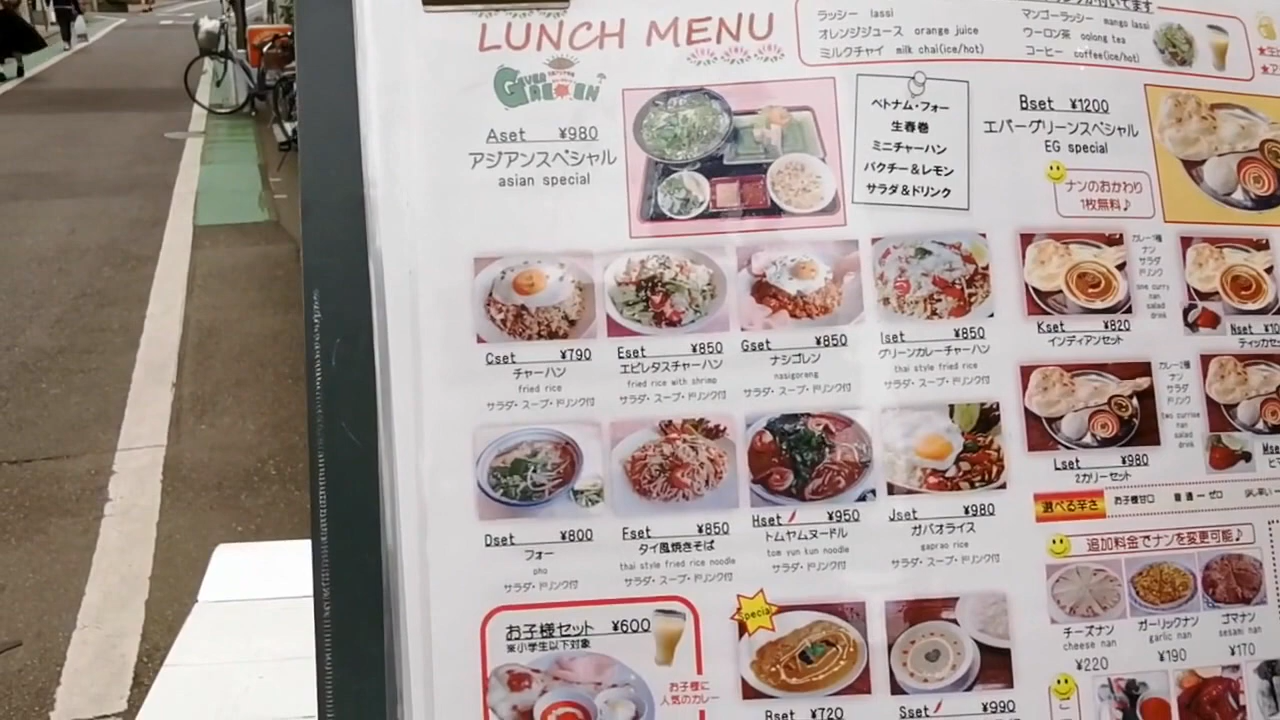 LUNCH MENU
ラッシー lassi
オレンジジュース orange juice
ミルクチャイ milk chai(ice/hot)
マンゴーラッシー mango lassi
ウーロン茶 oolong tea
コーヒー coffee(ice/hot)
EVER
GREEN
Aset ¥980
アジアンスペシャル
asian special
ベトナム・フォー
生春巻
ミニチャーハン
パクチー&レモン
サラダ&ドリンク
Bset ¥1200
エバーグリーンスペシャル
EG special
ナンのおかわり
1枚無料♪
Cset ¥790
チャーハン
fried rice
サラダ・スープ・ドリンク付
Eset ¥850
エビレタスチャーハン
fried rice with shrimp
サラダ・スープ・ドリンク付
Gset ¥850
ナシゴレン
nasigoreng
サラダ・スープ・ドリンク付
Iset ¥850
グリーンカレーチャーハン
thai style fried rice
サラダ・スープ・ドリンク付
Kset ¥820
インディアンセット
カレー1種
ナン
サラダ
ドリンク
one curry
nan
salad
drink
Nset
Dset ¥800
フォー
pho
サラダ・ドリンク付
Fset ¥850
タイ風焼きそば
thai style fried rice noodle
サラダ・スープ・ドリンク付
Hset ¥950
トムヤムヌードル
tom yun kun noodle
サラダ・ドリンク付
Jset ¥980
ガパオライス
gaprao rice
サラダ・スープ・ドリンク付
Lset ¥980
2カリーセット
ナン
サラダ
ドリンク
two curries
nan
salad
drink
選べる辛さ
お子様甘口
普通一ゼロ
追加料金でナンを変更可能♪
チーズナン
cheese nan
¥220
ガーリックナン
garlic nan
¥190
ゴマナン
sesami nan
¥170
お子様セット ¥600
※小学生以下対象
お子様に
人気のカレー
Special
Rset ¥720
Sset ¥990